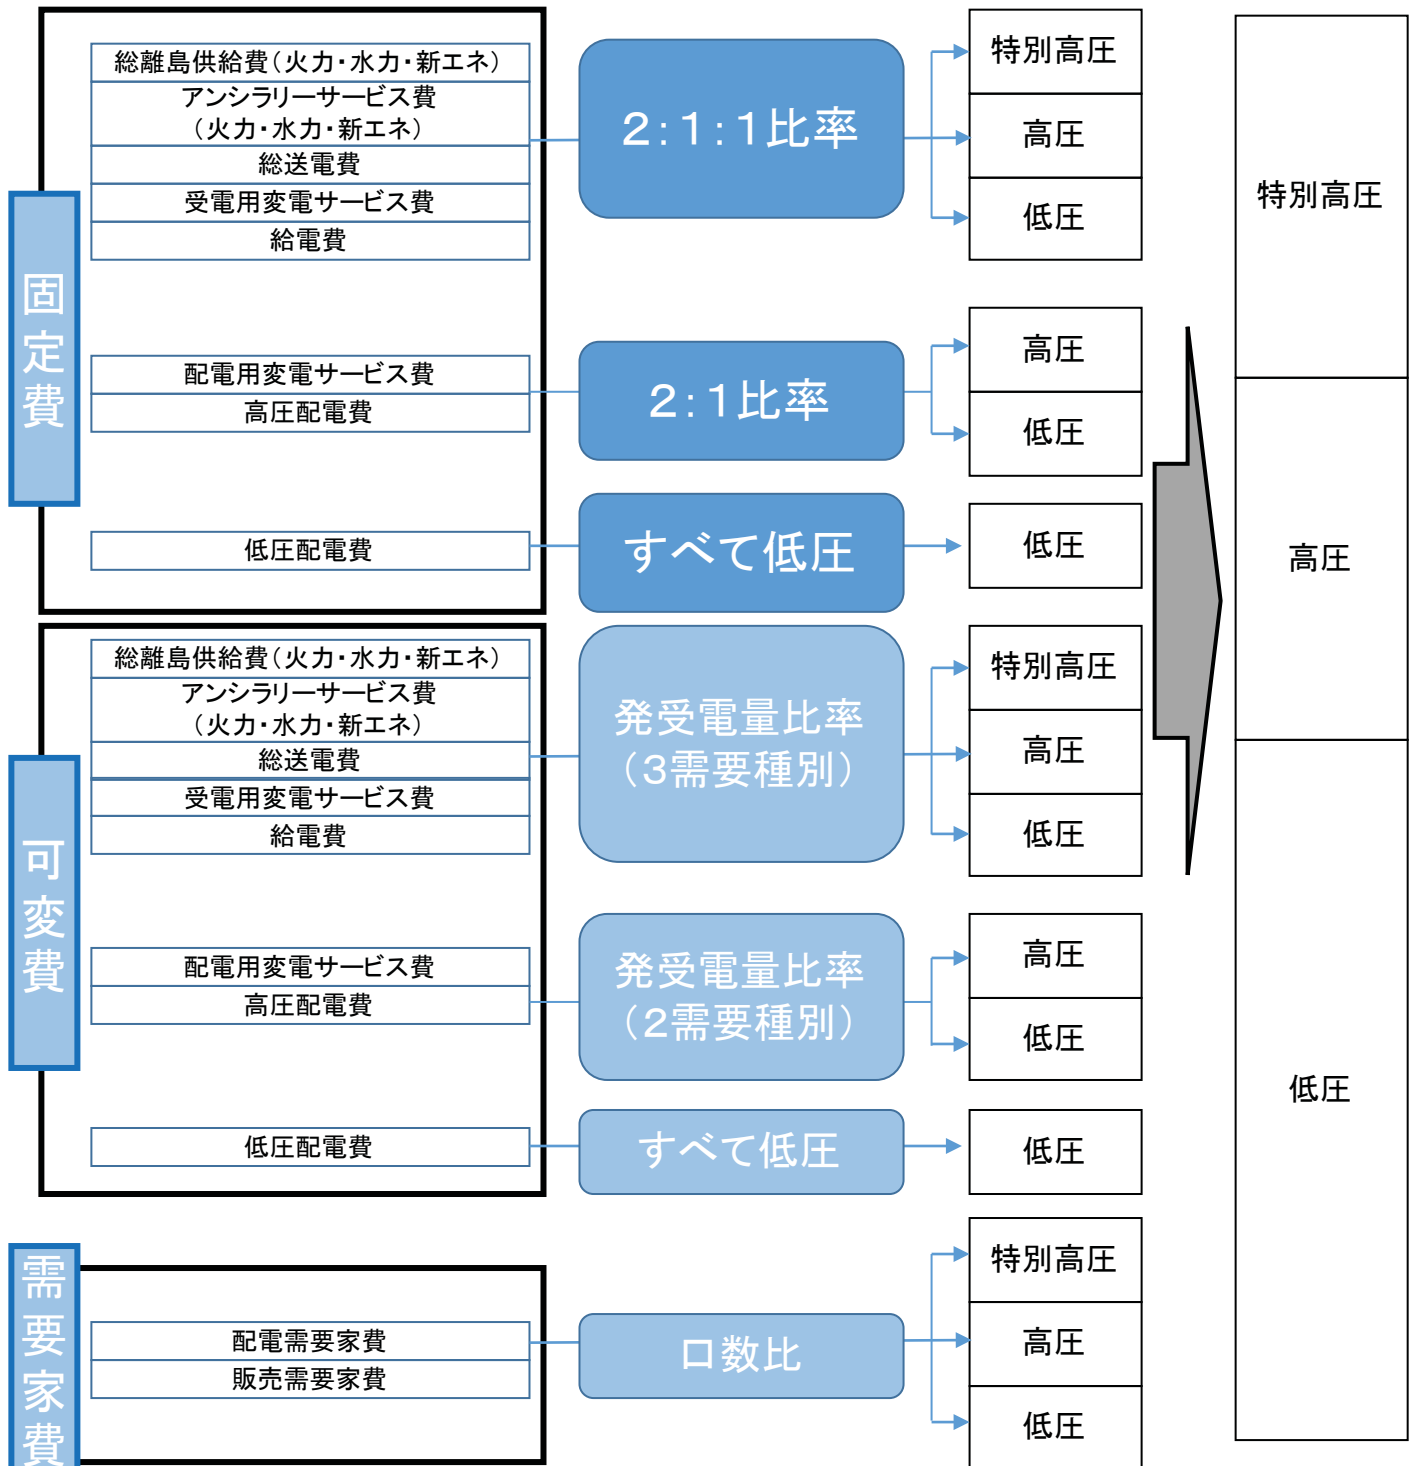 固定費
総離島供給費（火力・水力・新エネ）
アンシラリーサービス費
（火力・水力・新エネ）
総送電費
受電用変電サービス費
給電費
2：1：1比率
特別高圧
高圧
低圧
配電用変電サービス費
高圧配電費
2：1比率
高圧
低圧
低圧配電費
すべて低圧
低圧
可変費
総離島供給費（火力・水力・新エネ）
アンシラリーサービス費
（火力・水力・新エネ）
総送電費
受電用変電サービス費
給電費
発受電量比率
（3需要種別）
特別高圧
高圧
低圧
配電用変電サービス費
高圧配電費
発受電量比率
（2需要種別）
高圧
低圧
低圧配電費
すべて低圧
低圧
需要家費
配電需要家費
販売需要家費
口数比
特別高圧
高圧
低圧
特別高圧
高圧
低圧